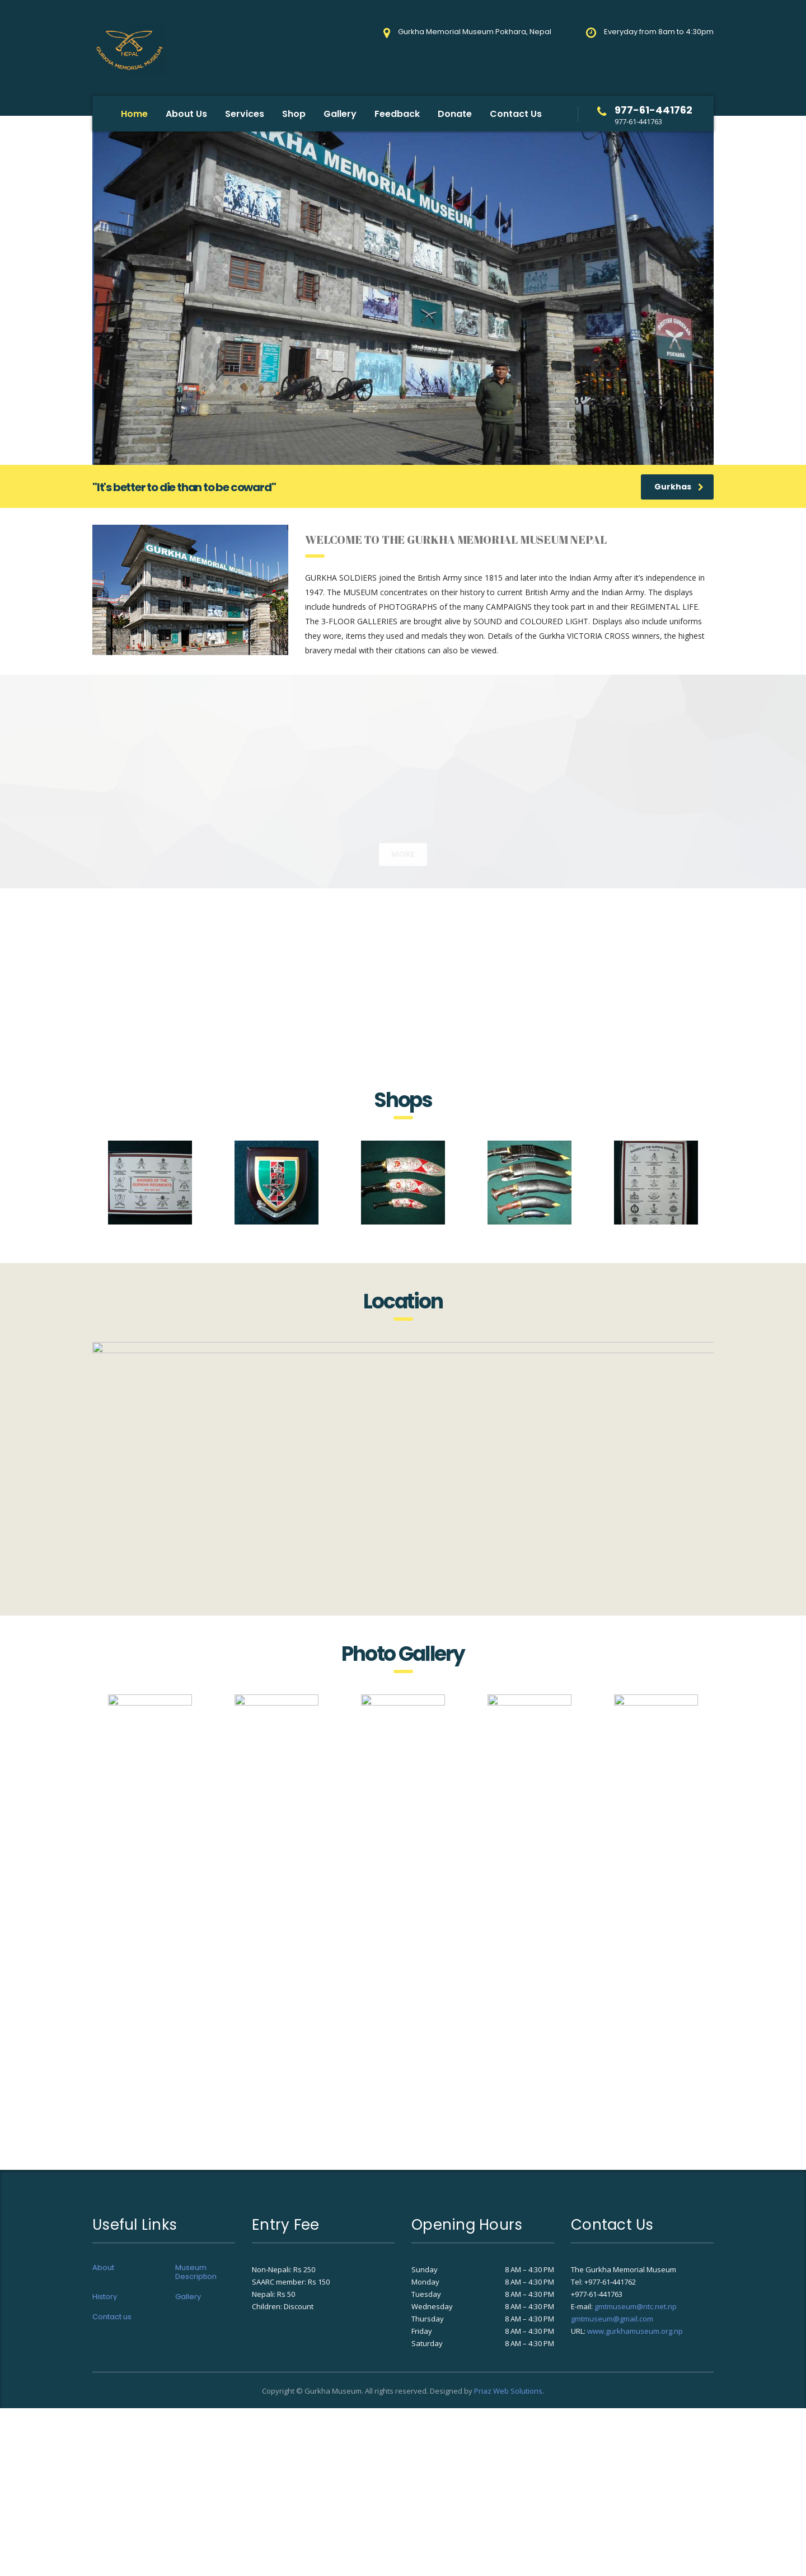 NEPAL
GURKHA MEMORIAL MUSEUM
Gurkha Memorial Museum Pokhara, Nepal
Everyday from 8am to 4:30pm
Home About Us Services Shop Gallery Feedback Donate Contact Us
977-61-441762
977-61-441763
GURKHA MEMORIAL MUSEUM
BRITISH GURKHAS
POKHARA
"It's better to die than to be coward"
Gurkhas
GURKHA MEMORIAL MUSEUM
WELCOME TO THE GURKHA MEMORIAL MUSEUM NEPAL
GURKHA SOLDIERS joined the British Army since 1815 and later into the Indian Army after it’s independence in
1947. The MUSEUM concentrates on their history to current British Army and the Indian Army. The displays
include hundreds of PHOTOGRAPHS of the many CAMPAIGNS they took part in and their REGIMENTAL LIFE.
The 3-FLOOR GALLERIES are brought alive by SOUND and COLOURED LIGHT. Displays also include uniforms
they wore, items they used and medals they won. Details of the Gurkha VICTORIA CROSS winners, the highest
bravery medal with their citations can also be viewed.
MORE
Shops
BADGES OF THE
GURKHA REGIMENTS
Location
Photo Gallery
Useful Links
About
Museum
Description
History
Gallery
Contact us
Entry Fee
Non-Nepali: Rs 250
SAARC member: Rs 150
Nepali: Rs 50
Children: Discount
Opening Hours
Sunday 8 AM – 4:30 PM
Monday 8 AM – 4:30 PM
Tuesday 8 AM – 4:30 PM
Wednesday 8 AM – 4:30 PM
Thursday 8 AM – 4:30 PM
Friday 8 AM – 4:30 PM
Saturday 8 AM – 4:30 PM
Contact Us
The Gurkha Memorial Museum
Tel: +977-61-441762
+977-61-441763
E-mail: gmtmuseum@ntc.net.np
gmtmuseum@gmail.com
URL: www.gurkhamuseum.org.np
Copyright © Gurkha Museum. All rights reserved. Designed by Priaz Web Solutions.